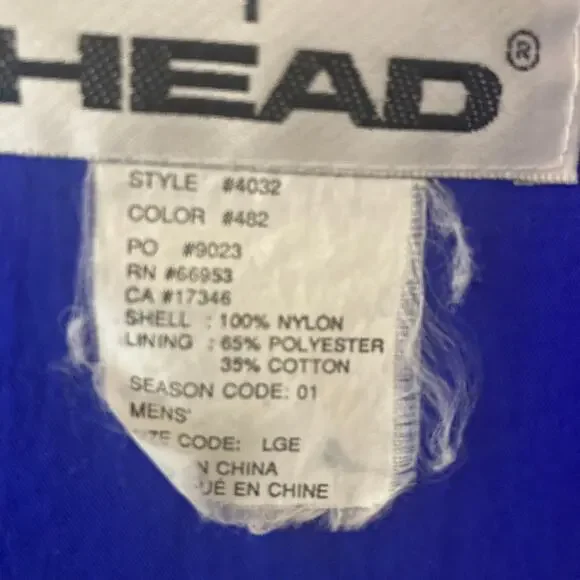 HEAD®
STYLE #4032
COLOR #482
PO #9023
RN #66953
CA #17346
SHELL : 100% NYLON
LINING : 65% POLYESTER
35% COTTON
SEASON CODE: 01
MENS'
CODE: LGE
CHINA
EN CHINE